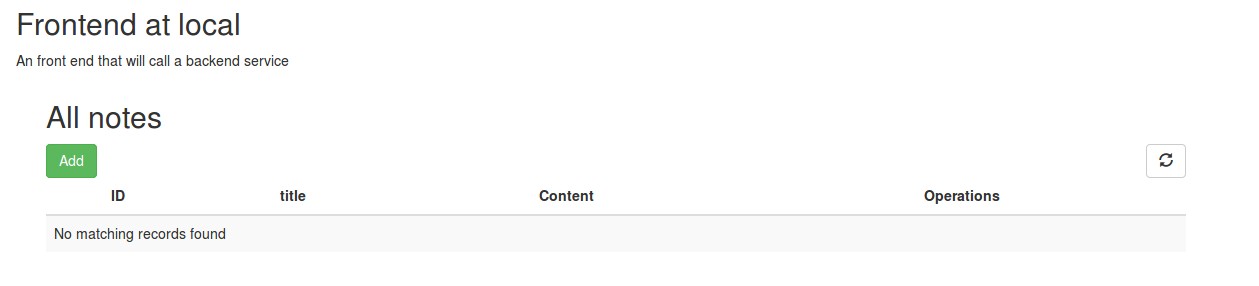 Frontend at local
An front end that will call a backend service
All notes
Add
ID title Content Operations
No matching records found